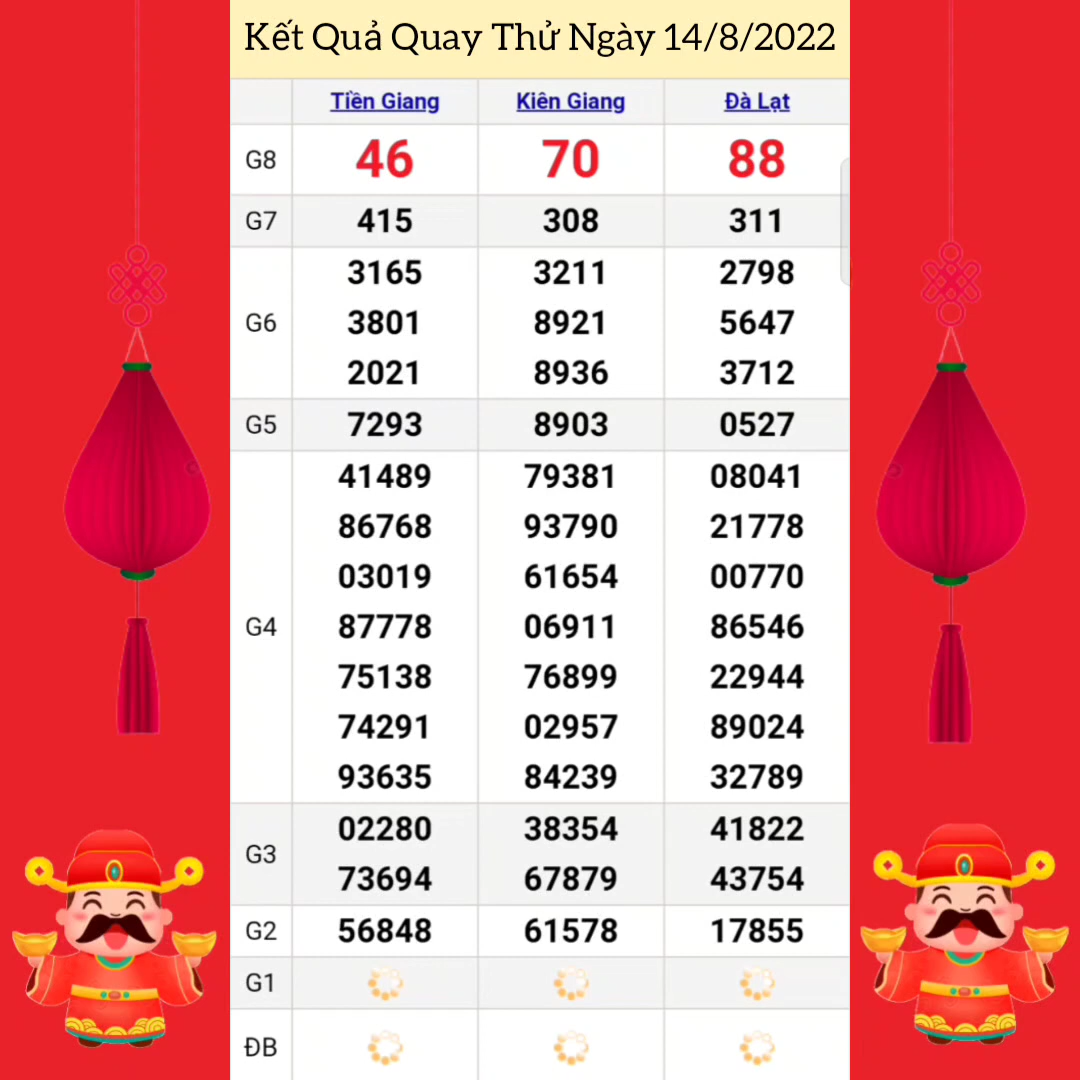 Kết Quả Quay Thử Ngày 14/8/2022
Tiền Giang Kiên Giang Đà Lạt
G8 46 70 88
G7 415 308 311
3165 3211 2798
G6 3801 8921 5647
2021 8936 3712
G5 7293 8903 0527
41489 79381 08041
86768 93790 21778
03019 61654 00770
G4 87778 06911 86546
75138 76899 22944
74291 02957 89024
93635 84239 32789
G3 02280 38354 41822
73694 67879 43754
G2 56848 61578 17855
G1
ĐB